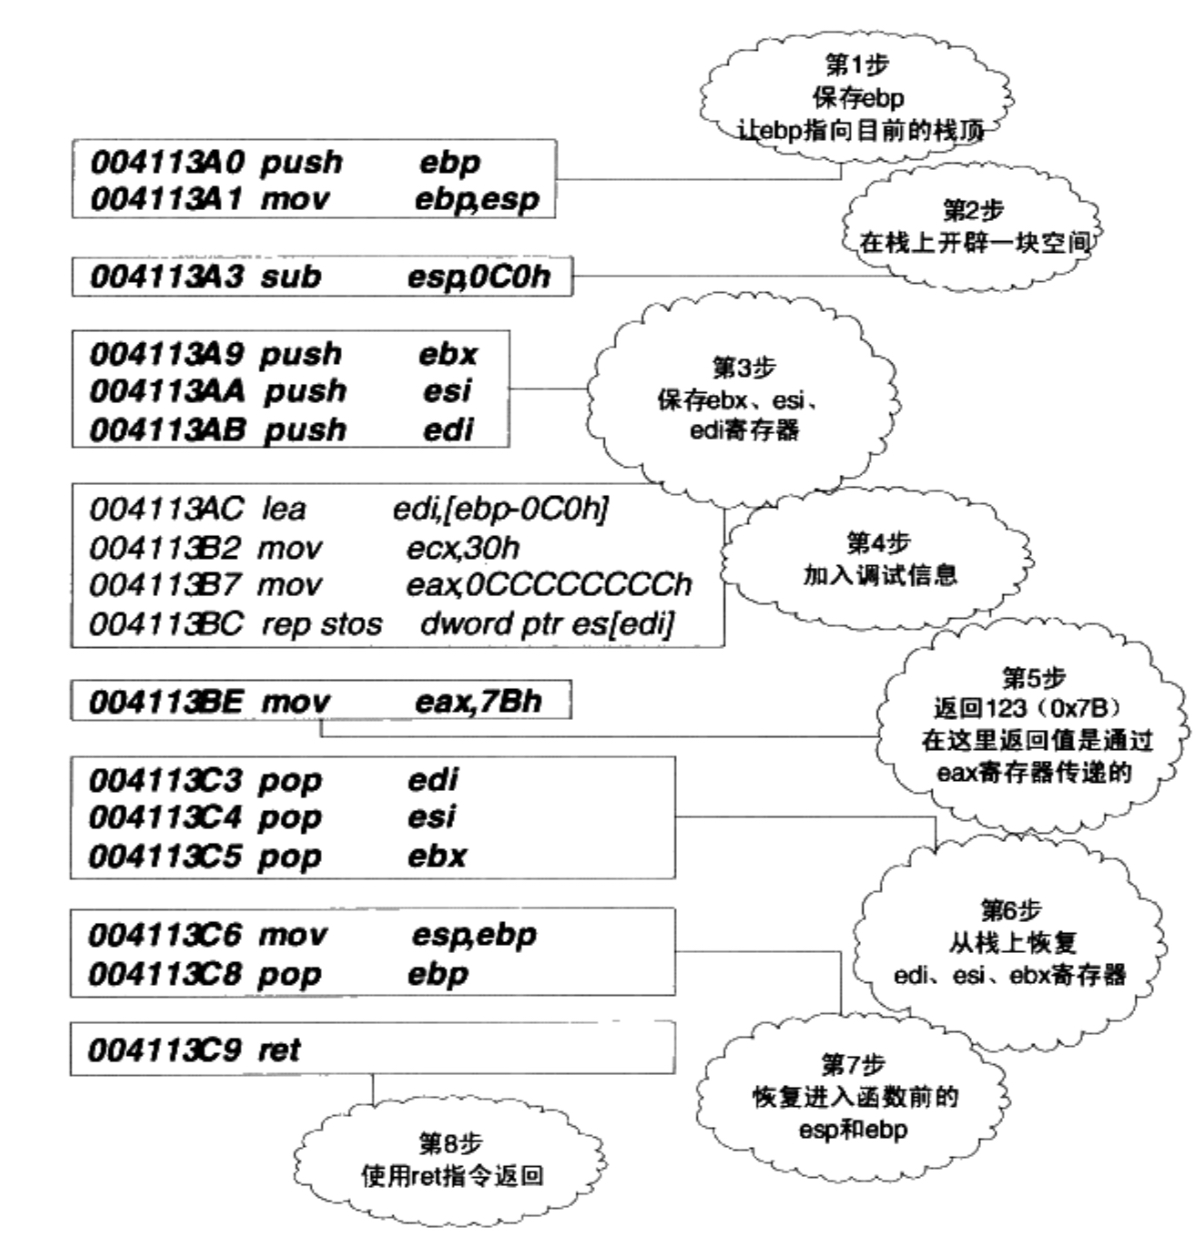 第1步
保存ebp
让ebp指向目前的栈顶
004113A0 push ebp
004113A1 mov ebp,esp
第2步
在栈上开辟一块空间
004113A3 sub esp,0C0h
第3步
保存ebx、esi、
edi寄存器
004113A9 push ebx
004113AA push esi
004113AB push edi
第4步
加入调试信息
004113AC lea edi,[ebp-0C0h]
004113B2 mov ecx,30h
004113B7 mov eax,0CCCCCCCCh
004113BC rep stos dword ptr es[edi]
第5步
返回123（0x7B）
在这里返回值是通过
eax寄存器传递的
004113BE mov eax,7Bh
004113C3 pop edi
004113C4 pop esi
004113C5 pop ebx
第6步
从栈上恢复
edi、esi、ebx寄存器
004113C6 mov esp,ebp
004113C8 pop ebp
第7步
恢复进入函数前的
esp和ebp
004113C9 ret
第8步
使用ret指令返回